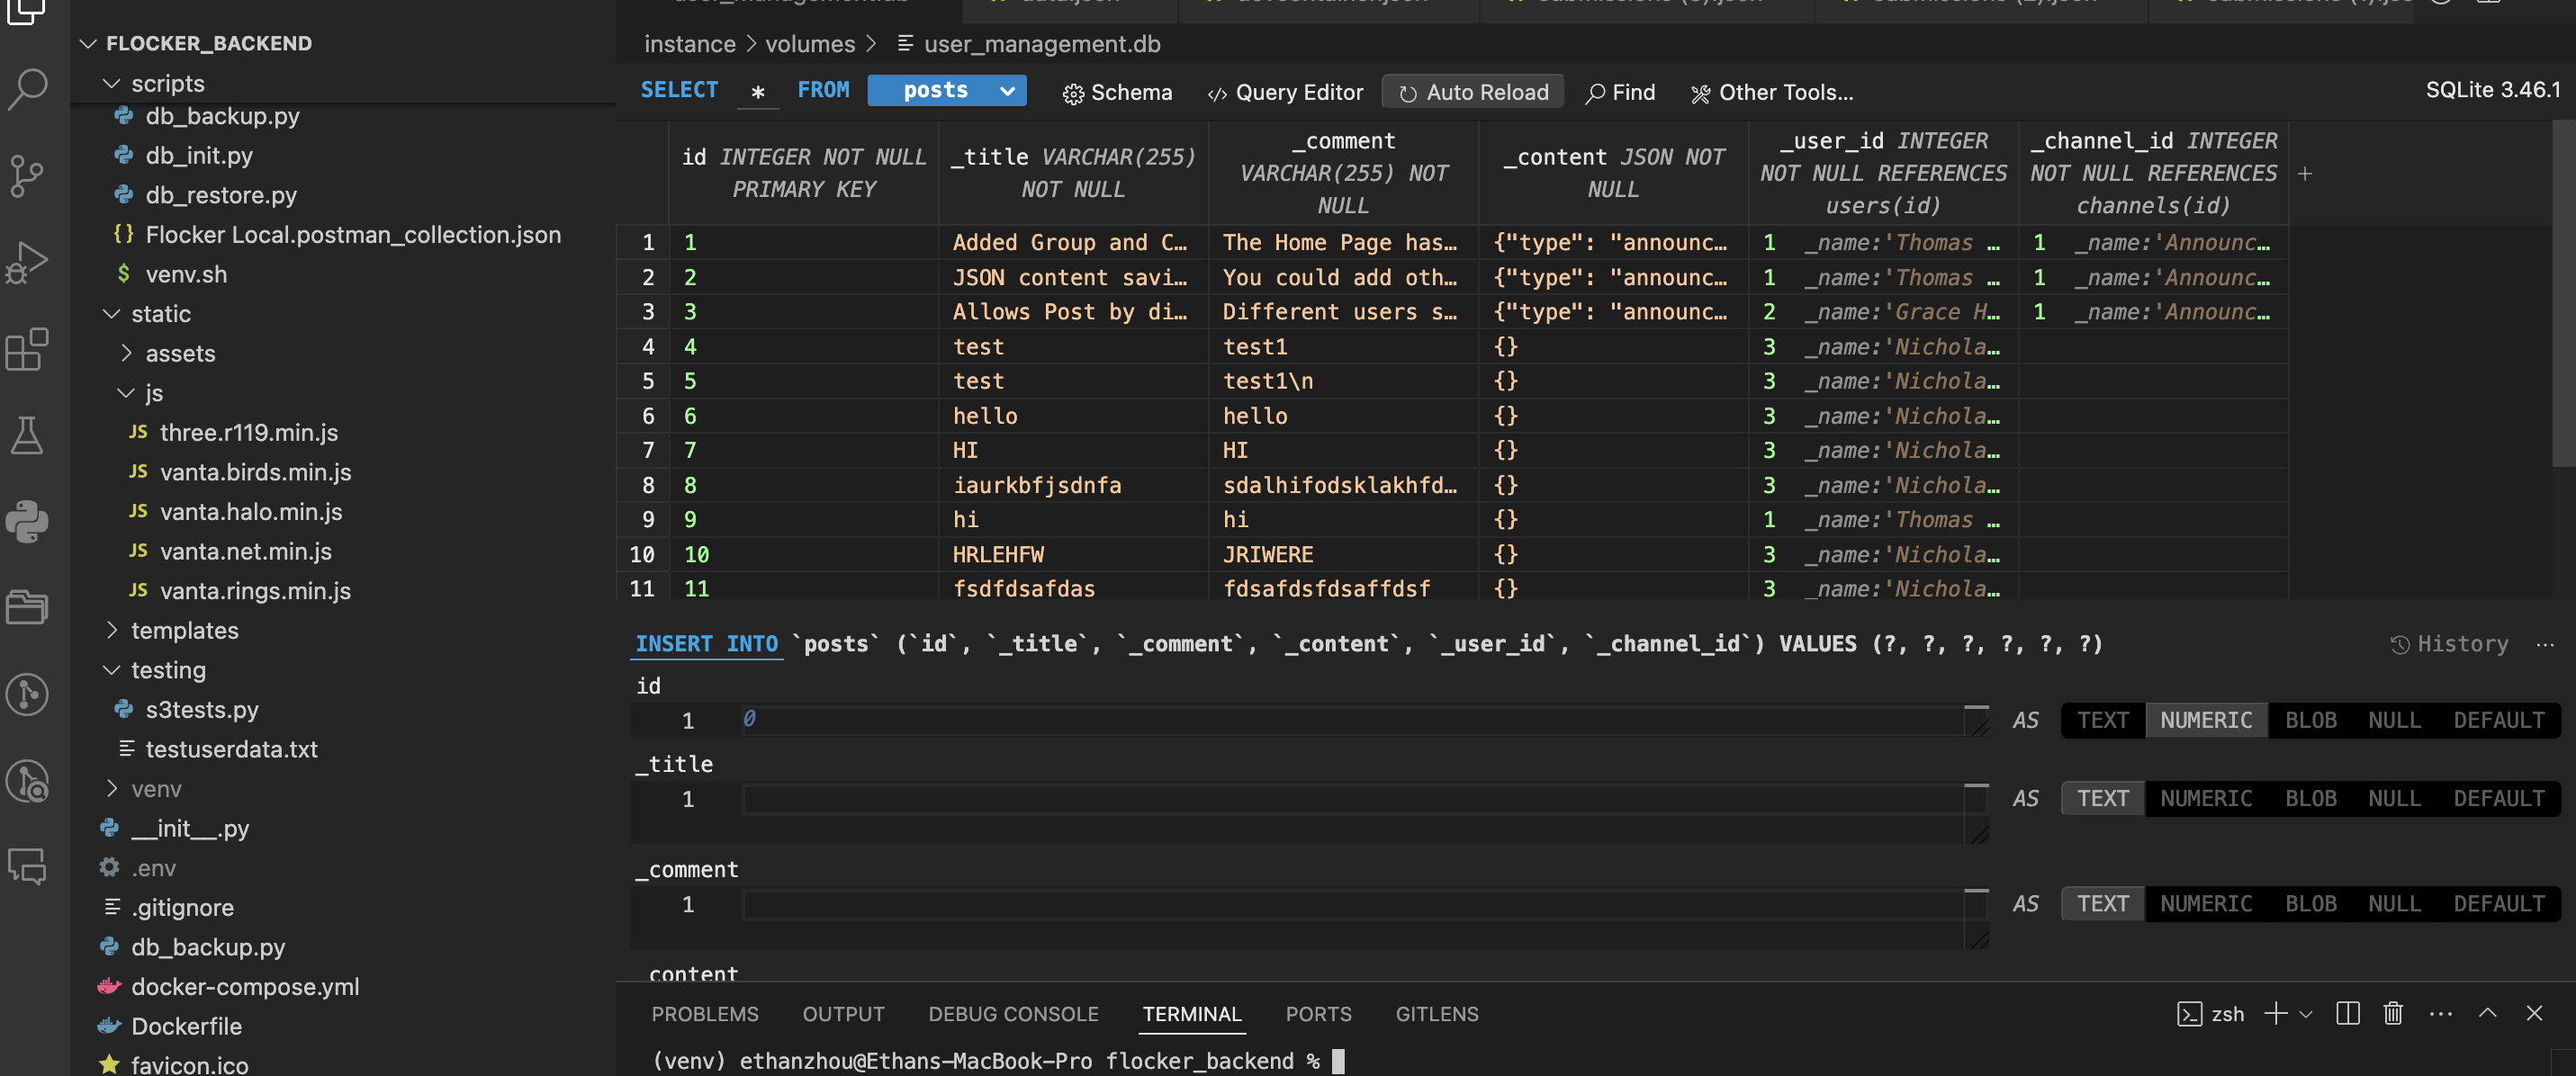 FLOCKER_BACKEND
scripts
db_backup.py
db_init.py
db_restore.py
{} Flocker Local.postman_collection.json
$ venv.sh
static
assets
js
JS three.r119.min.js
JS vanta.birds.min.js
JS vanta.halo.min.js
JS vanta.net.min.js
JS vanta.rings.min.js
templates
testing
s3tests.py
testuserdata.txt
venv
__init__.py
.env
.gitignore
db_backup.py
docker-compose.yml
Dockerfile
favicon.ico
instance > volumes > user_management.db
SELECT * FROM posts Schema </> Query Editor Auto Reload Find Other Tools... SQLite 3.46.1
id INTEGER NOT NULL PRIMARY KEY
_title VARCHAR(255) NOT NULL
_comment VARCHAR(255) NOT NULL
_content JSON NOT NULL
_user_id INTEGER NOT NULL REFERENCES users(id)
_channel_id INTEGER NOT NULL REFERENCES channels(id)
+
1 1 Added Group and C… The Home Page has… {"type": "announc… 1 _name:'Thomas … 1 _name:'Announc…
2 2 JSON content savi… You could add oth… {"type": "announc… 1 _name:'Thomas … 1 _name:'Announc…
3 3 Allows Post by di… Different users s… {"type": "announc… 2 _name:'Grace H… 1 _name:'Announc…
4 4 test test1 {} 3 _name:'Nichola…
5 5 test test1\n {} 3 _name:'Nichola…
6 6 hello hello {} 3 _name:'Nichola…
7 7 HI HI {} 3 _name:'Nichola…
8 8 iaurkbfjsdnfa sdalhifodsklakhfd… {} 3 _name:'Nichola…
9 9 hi hi {} 1 _name:'Thomas …
10 10 HRLEHFW JRIWERE {} 3 _name:'Nichola…
11 11 fsdfdsafdas fdsafdsfdsaffdsf {} 3 _name:'Nichola…
INSERT INTO `posts` (`id`, `_title`, `_comment`, `_content`, `_user_id`, `_channel_id`) VALUES (?, ?, ?, ?, ?, ?) History ...
id
1 0 AS TEXT NUMERIC BLOB NULL DEFAULT
_title
1 AS TEXT NUMERIC BLOB NULL DEFAULT
_comment
1 AS TEXT NUMERIC BLOB NULL DEFAULT
_content
PROBLEMS OUTPUT DEBUG CONSOLE TERMINAL PORTS GITLENS zsh
(venv) ethanzhou@Ethans-MacBook-Pro flocker_backend %